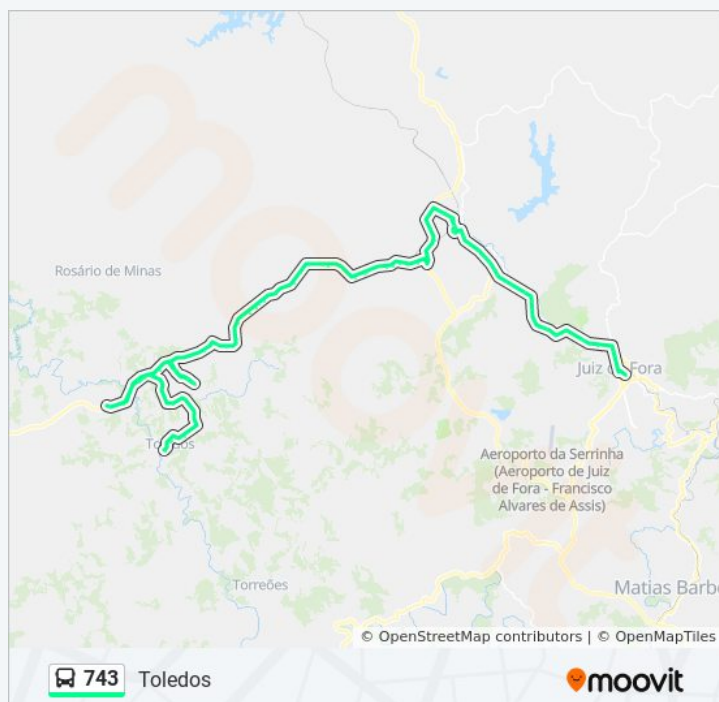 Rosário de Minas
Juiz de Fora
Aeroporto da Serrinha
(Aeroporto de Juiz
de Fora - Francisco
Alvares de Assis)
Toledos
Torreões
Matias Barbo
© OpenStreetMap contributors | © OpenMapTiles
743 Toledos
moovit
moovit